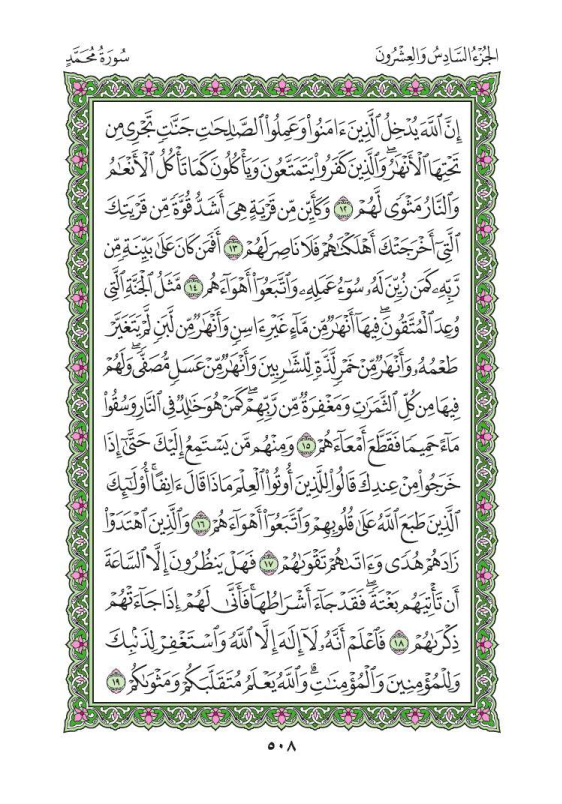 الجُزْءُ السَّادِسُ وَالعِشْرُونَ
سُورَةُ مُحَمَّدٍ
إِنَّ ٱللَّهَ يُدْخِلُ ٱلَّذِينَ ءَامَنُوا۟ وَعَمِلُوا۟ ٱلصَّٰلِحَٰتِ جَنَّٰتٍ تَجْرِى مِن
تَحْتِهَا ٱلْأَنْهَٰرُ ۖ وَٱلَّذِينَ كَفَرُوا۟ يَتَمَتَّعُونَ وَيَأْكُلُونَ كَمَا تَأْكُلُ ٱلْأَنْعَٰمُ
وَٱلنَّارُ مَثْوًى لَّهُمْ ١٢ وَكَأَيِّن مِّن قَرْيَةٍ هِىَ أَشَدُّ قُوَّةً مِّن قَرْيَتِكَ
ٱلَّتِىٓ أَخْرَجَتْكَ أَهْلَكْنَٰهُمْ فَلَا نَاصِرَ لَهُمْ ١٣ أَفَمَن كَانَ عَلَىٰ بَيِّنَةٍ مِّن
رَّبِّهِۦ كَمَن زُيِّنَ لَهُۥ سُوٓءُ عَمَلِهِۦ وَٱتَّبَعُوٓا۟ أَهْوَآءَهُم ١٤ مَّثَلُ ٱلْجَنَّةِ ٱلَّتِى
وُعِدَ ٱلْمُتَّقُونَ ۖ فِيهَآ أَنْهَٰرٌ مِّن مَّآءٍ غَيْرِ ءَاسِنٍ وَأَنْهَٰرٌ مِّن لَّبَنٍ لَّمْ يَتَغَيَّرْ
طَعْمُهُۥ وَأَنْهَٰرٌ مِّنْ خَمْرٍ لَّذَّةٍ لِّلشَّٰرِبِينَ وَأَنْهَٰرٌ مِّنْ عَسَلٍ مُّصَفًّى ۖ وَلَهُمْ
فِيهَا مِن كُلِّ ٱلثَّمَرَٰتِ وَمَغْفِرَةٌ مِّن رَّبِّهِمْ ۖ كَمَنْ هُوَ خَٰلِدٌ فِى ٱلنَّارِ وَسُقُوا۟
مَآءً حَمِيمًا فَقَطَّعَ أَمْعَآءَهُمْ ١٥ وَمِنْهُم مَّن يَسْتَمِعُ إِلَيْكَ حَتَّىٰٓ إِذَا
خَرَجُوا۟ مِنْ عِندِكَ قَالُوا۟ لِلَّذِينَ أُوتُوا۟ ٱلْعِلْمَ مَاذَا قَالَ ءَانِفًا ۚ أُو۟لَٰٓئِكَ
ٱلَّذِينَ طَبَعَ ٱللَّهُ عَلَىٰ قُلُوبِهِمْ وَٱتَّبَعُوٓا۟ أَهْوَآءَهُمْ ١٦ وَٱلَّذِينَ ٱهْتَدَوْا۟
زَادَهُمْ هُدًى وَءَاتَىٰهُمْ تَقْوَىٰهُمْ ١٧ فَهَلْ يَنظُرُونَ إِلَّا ٱلسَّاعَةَ
أَن تَأْتِيَهُم بَغْتَةً ۖ فَقَدْ جَآءَ أَشْرَاطُهَا ۚ فَأَنَّىٰ لَهُمْ إِذَا جَآءَتْهُمْ
ذِكْرَىٰهُمْ ١٨ فَٱعْلَمْ أَنَّهُۥ لَآ إِلَٰهَ إِلَّا ٱللَّهُ وَٱسْتَغْفِرْ لِذَنۢبِكَ
وَلِلْمُؤْمِنِينَ وَٱلْمُؤْمِنَٰتِ ۗ وَٱللَّهُ يَعْلَمُ مُتَقَلَّبَكُمْ وَمَثْوَىٰكُمْ ١٩
٥٠٨